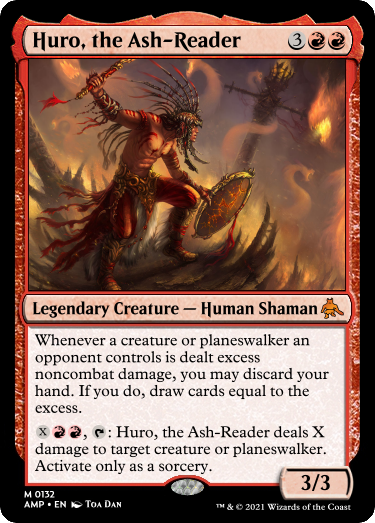 Huro, the Ash-Reader 3
Legendary Creature — Human Shaman
Whenever a creature or planeswalker an
opponent controls is dealt excess
noncombat damage, you may discard your
hand. If you do, draw cards equal to the
excess.
X, : Huro, the Ash-Reader deals X
damage to target creature or planeswalker.
Activate only as a sorcery.
3/3
M 0132
AMP • EN Toa Dan
™ & © 2021 Wizards of the Coast